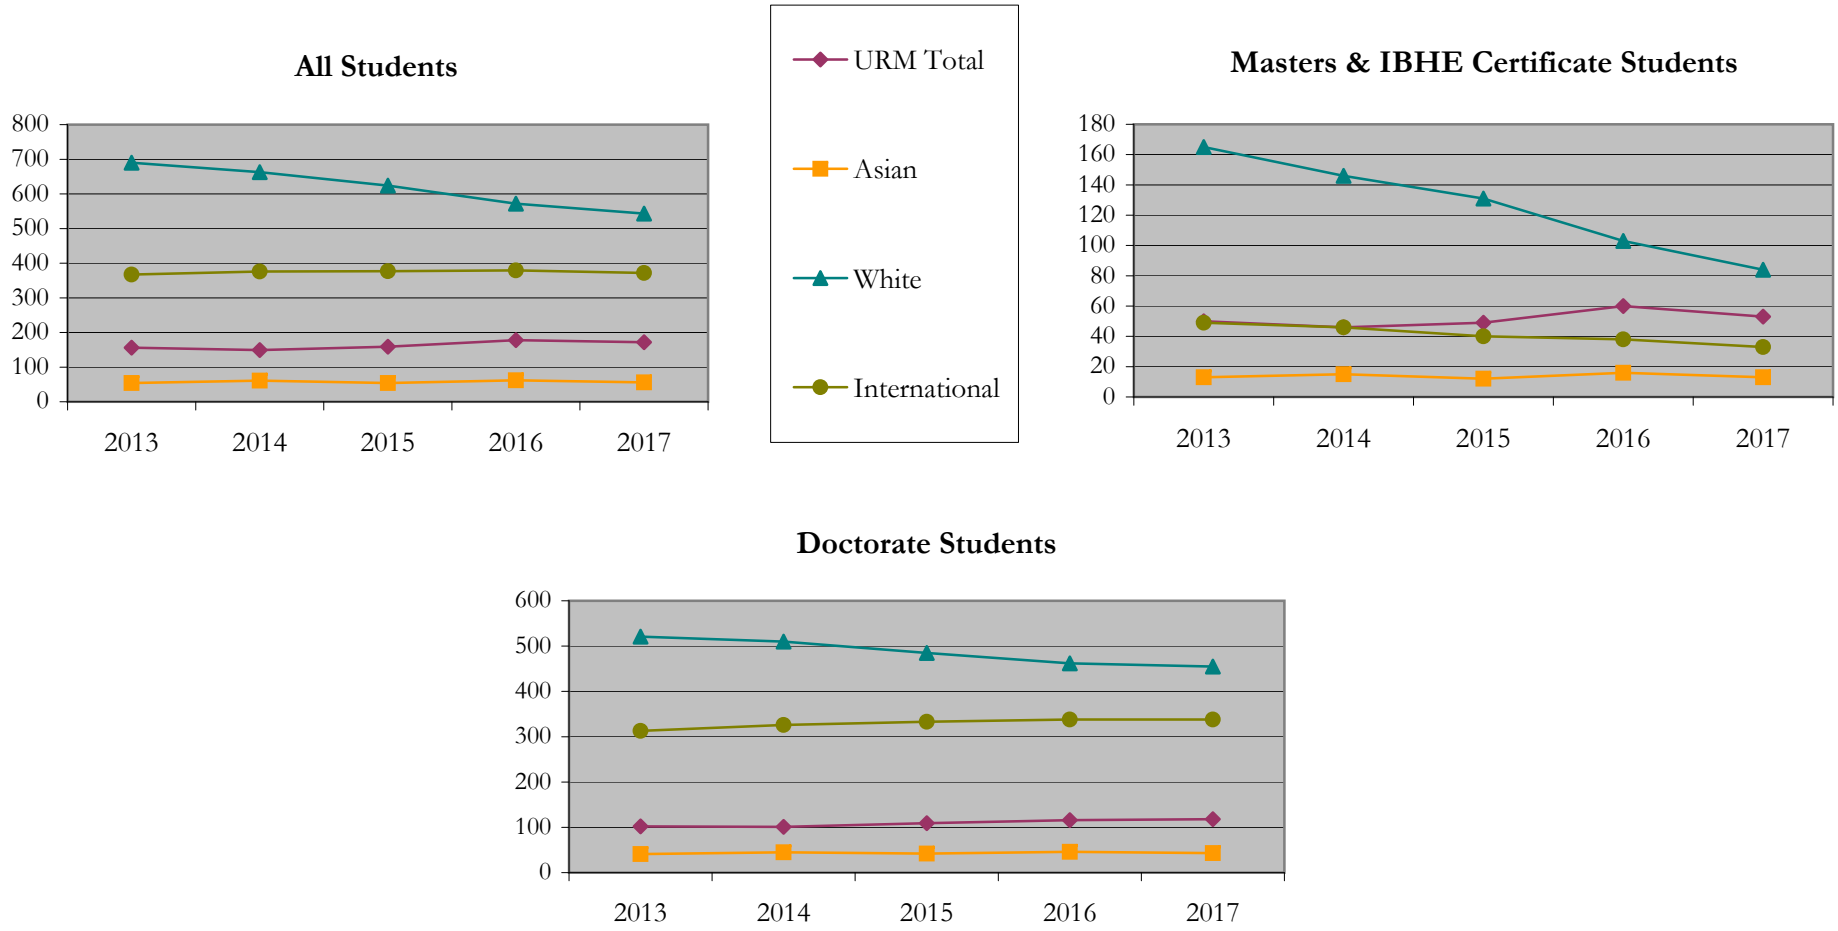 All Students
800
700
600
500
400
300
200
100
0
2013 2014 2015 2016 2017
URM Total
Asian
White
International
Masters & IBHE Certificate Students
180
160
140
120
100
80
60
40
20
0
2013 2014 2015 2016 2017
Doctorate Students
600
500
400
300
200
100
0
2013 2014 2015 2016 2017